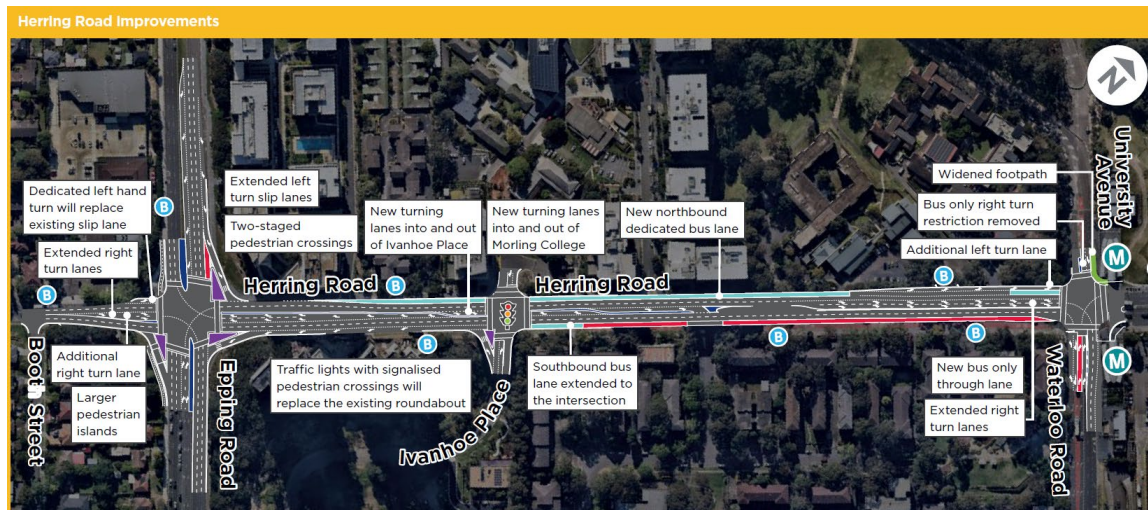 Herring Road Improvements
N
University
Avenue
Widened footpath
Bus only right turn
restriction removed
Additional left turn lane
M
Dedicated left hand
turn will replace
existing slip lane
B
Extended left
turn slip lanes
Two-staged
pedestrian crossings
New turning
lanes into and out
of Ivanhoe Place
New turning lanes
into and out of
Morling College
New northbound
dedicated bus lane
Extended right
turn lanes
B
Herring Road
B
Herring Road
B
Additional
right turn lane
Larger
pedestrian
islands
Booth Street
Epping Road
Traffic lights with signalised
pedestrian crossings will
replace the existing roundabout
B
Ivanhoe Place
Southbound bus
lane extended to
the intersection
B
B
New bus only
through lane
Extended right
turn lanes
Waterloo Road
M